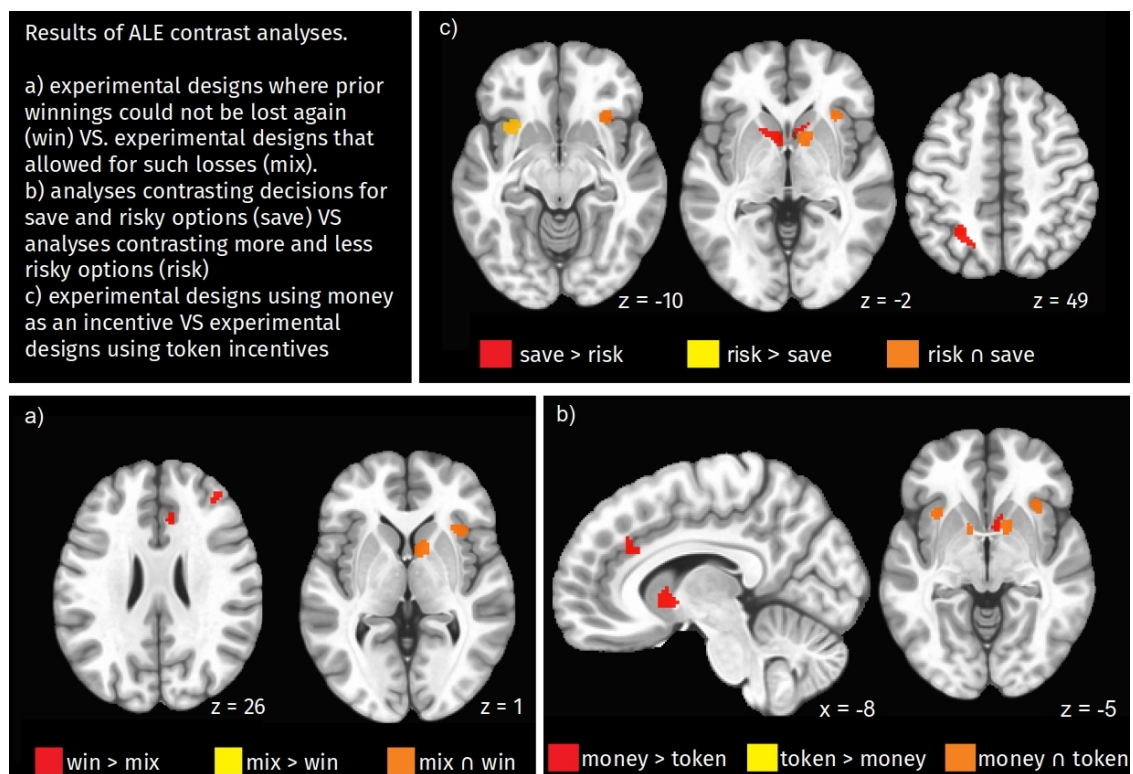 Results of ALE contrast analyses.
a) experimental designs where prior
winnings could not be lost again
(win) VS. experimental designs that
allowed for such losses (mix).
b) analyses contrasting decisions for
save and risky options (save) VS
analyses contrasting more and less
risky options (risk)
c) experimental designs using money
as an incentive VS experimental
designs using token incentives
c)
z = -10 z = -2 z = 49
save > risk risk > save risk ∩ save
a)
z = 26 z = 1
win > mix mix > win mix ∩ win
b)
x = -8 z = -5
money > token token > money money ∩ token